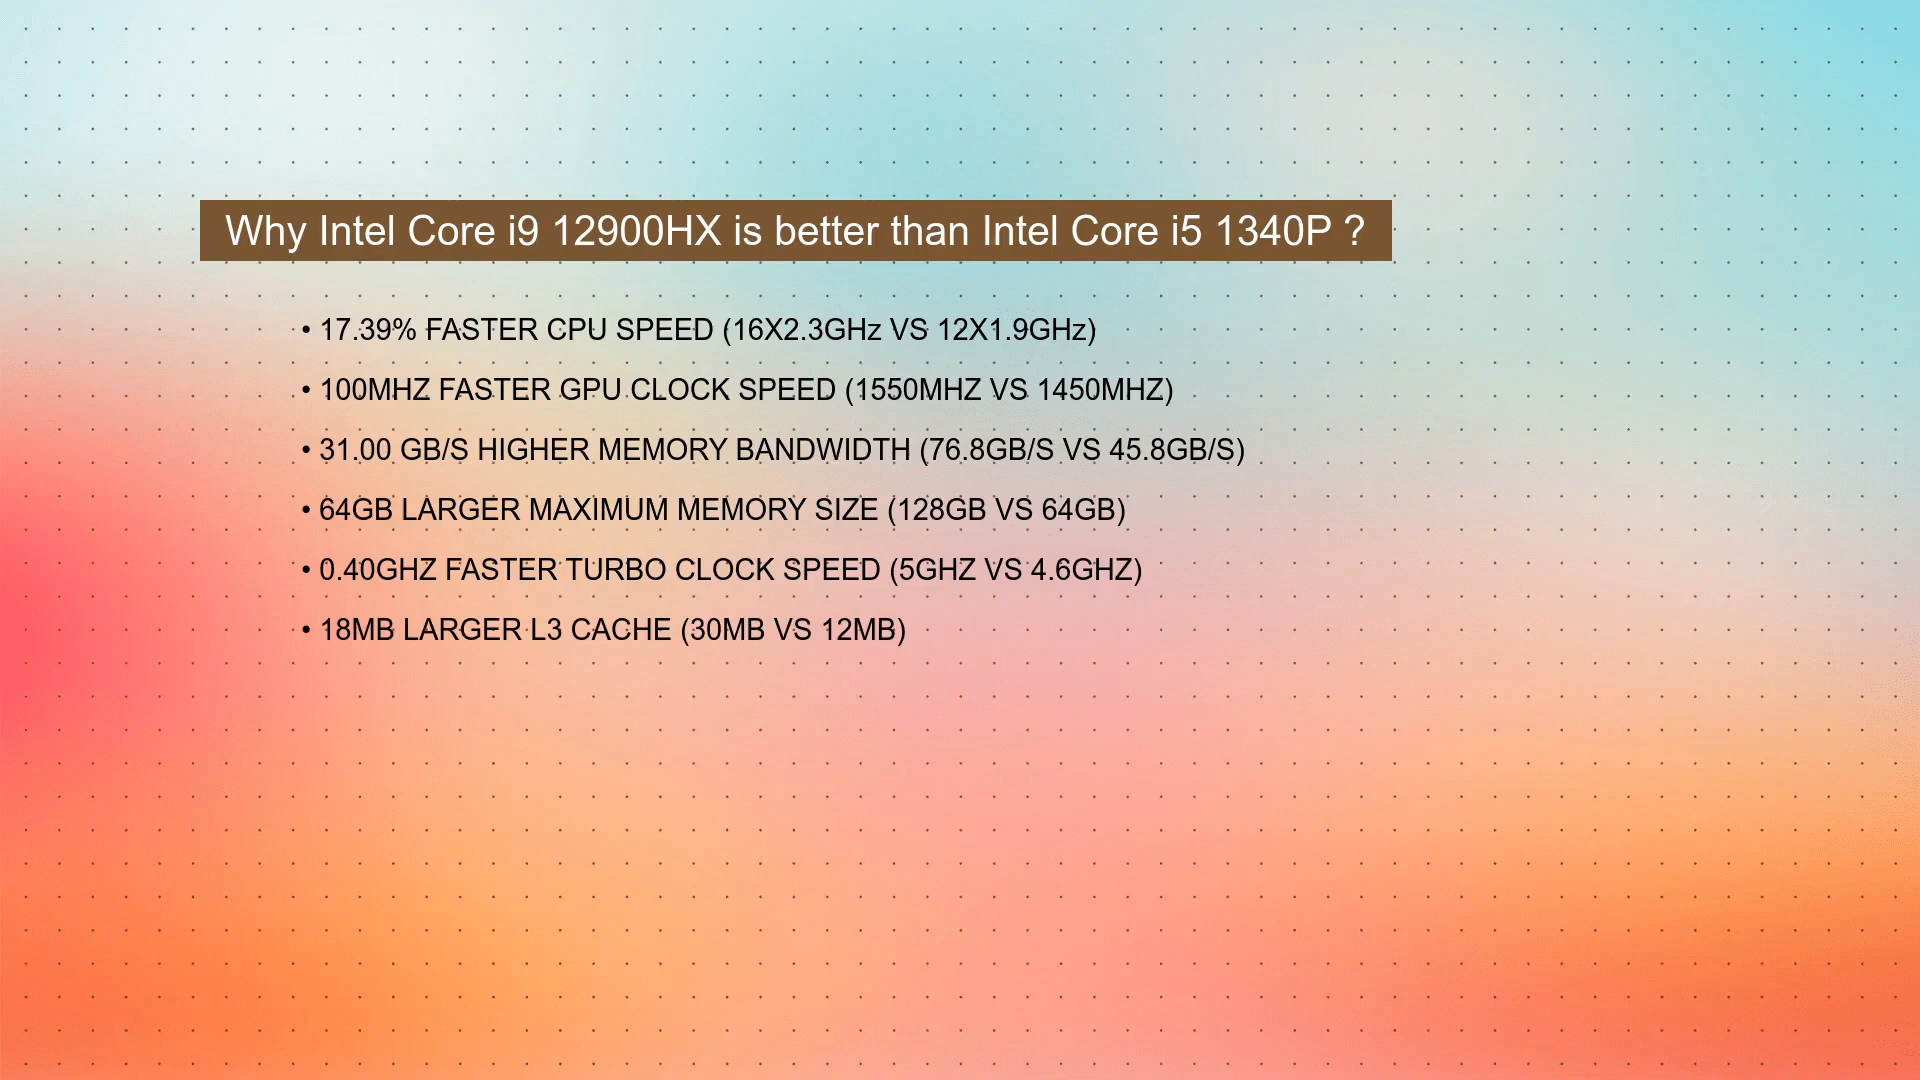 Why Intel Core i9 12900HX is better than Intel Core i5 1340P ?
• 17.39% FASTER CPU SPEED (16X2.3GHz VS 12X1.9GHz)
• 100MHZ FASTER GPU CLOCK SPEED (1550MHZ VS 1450MHZ)
• 31.00 GB/S HIGHER MEMORY BANDWIDTH (76.8GB/S VS 45.8GB/S)
• 64GB LARGER MAXIMUM MEMORY SIZE (128GB VS 64GB)
• 0.40GHZ FASTER TURBO CLOCK SPEED (5GHZ VS 4.6GHZ)
• 18MB LARGER L3 CACHE (30MB VS 12MB)